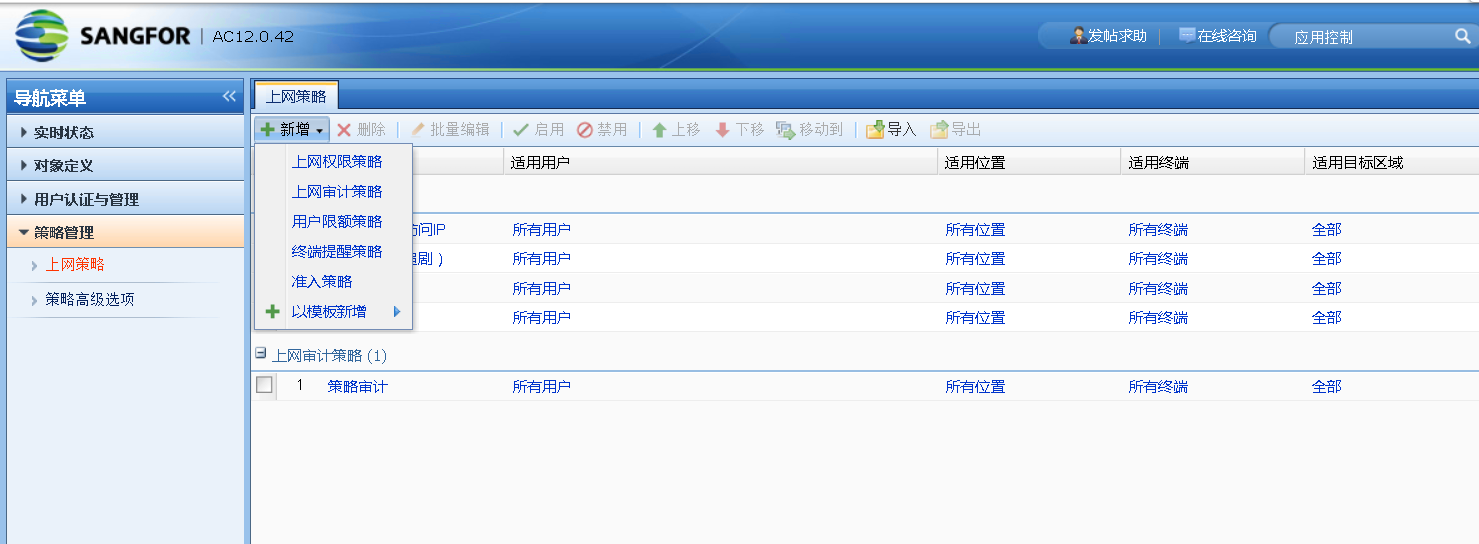 SANGFOR | AC12.0.42 发帖求助 在线咨询 应用控制
导航菜单 上网策略
新增 删除 批量编辑 启用 禁用 上移 下移 移动到 导入 导出
实时状态
对象定义
用户认证与管理
策略管理
上网策略
策略高级选项
上网权限策略
上网审计策略
用户限额策略
终端提醒策略
准入策略
以模板新增
适用用户 适用位置 适用终端 适用目标区域
问IP 所有用户 所有位置 所有终端 全部
剧） 所有用户 所有位置 所有终端 全部
所有用户 所有位置 所有终端 全部
所有用户 所有位置 所有终端 全部
上网审计策略 (1)
1 策略审计 所有用户 所有位置 所有终端 全部